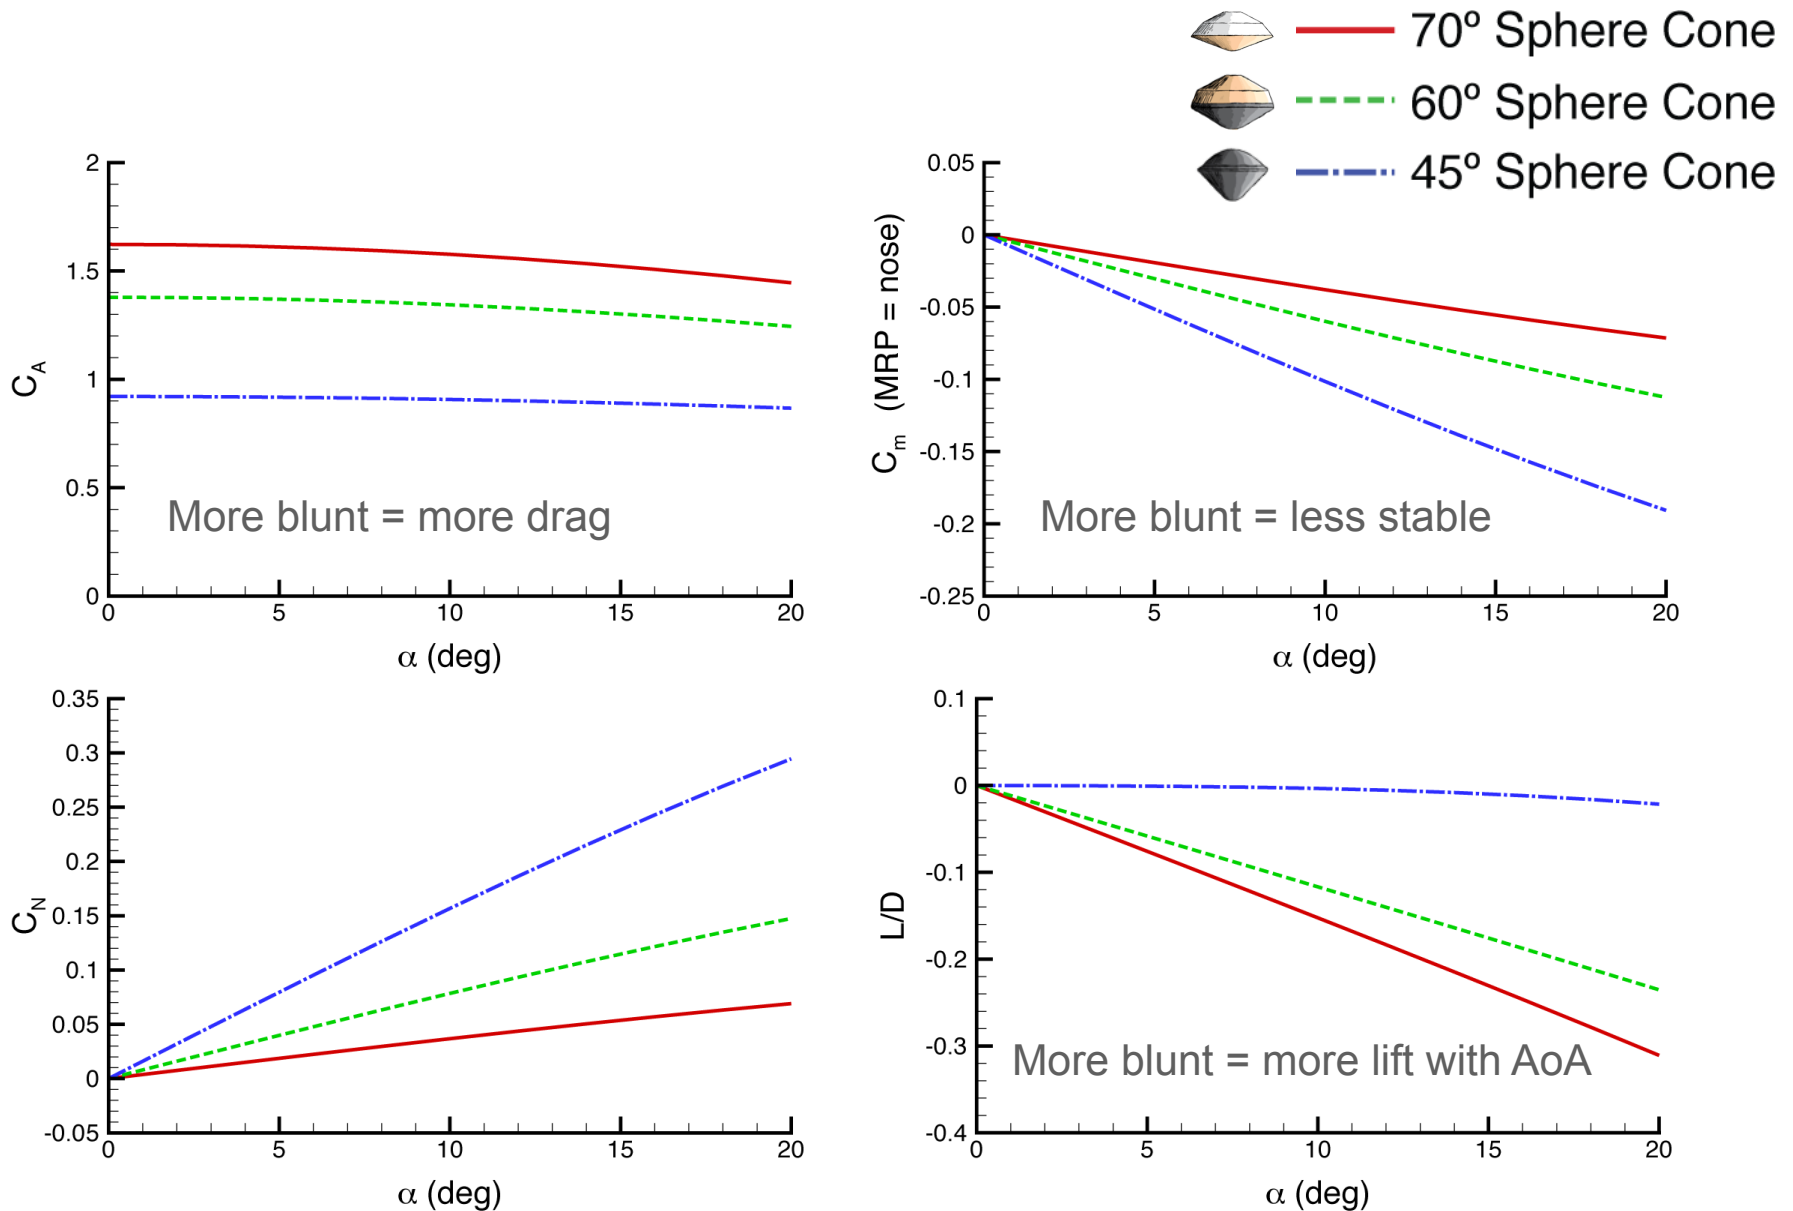 70º Sphere Cone
60º Sphere Cone
45º Sphere Cone
2
1.5
1
0.5
0
C_A
More blunt = more drag
0 5 10 15 20
α (deg)
0.05
0
-0.05
-0.1
-0.15
-0.2
-0.25
C_m (MRP = nose)
More blunt = less stable
0 5 10 15 20
α (deg)
0.35
0.3
0.25
0.2
0.15
0.1
0.05
0
-0.05
C_N
0 5 10 15 20
α (deg)
0.1
0
-0.1
-0.2
-0.3
-0.4
L/D
More blunt = more lift with AoA
0 5 10 15 20
α (deg)